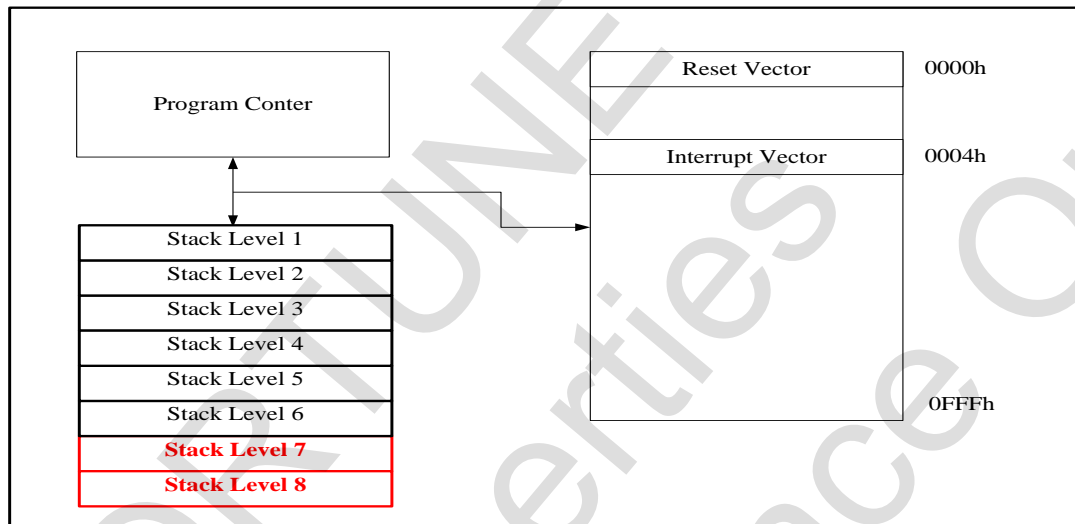 Program Conter
Stack Level 1
Stack Level 2
Stack Level 3
Stack Level 4
Stack Level 5
Stack Level 6
Stack Level 7
Stack Level 8
Reset Vector 0000h
Interrupt Vector 0004h
0FFFh